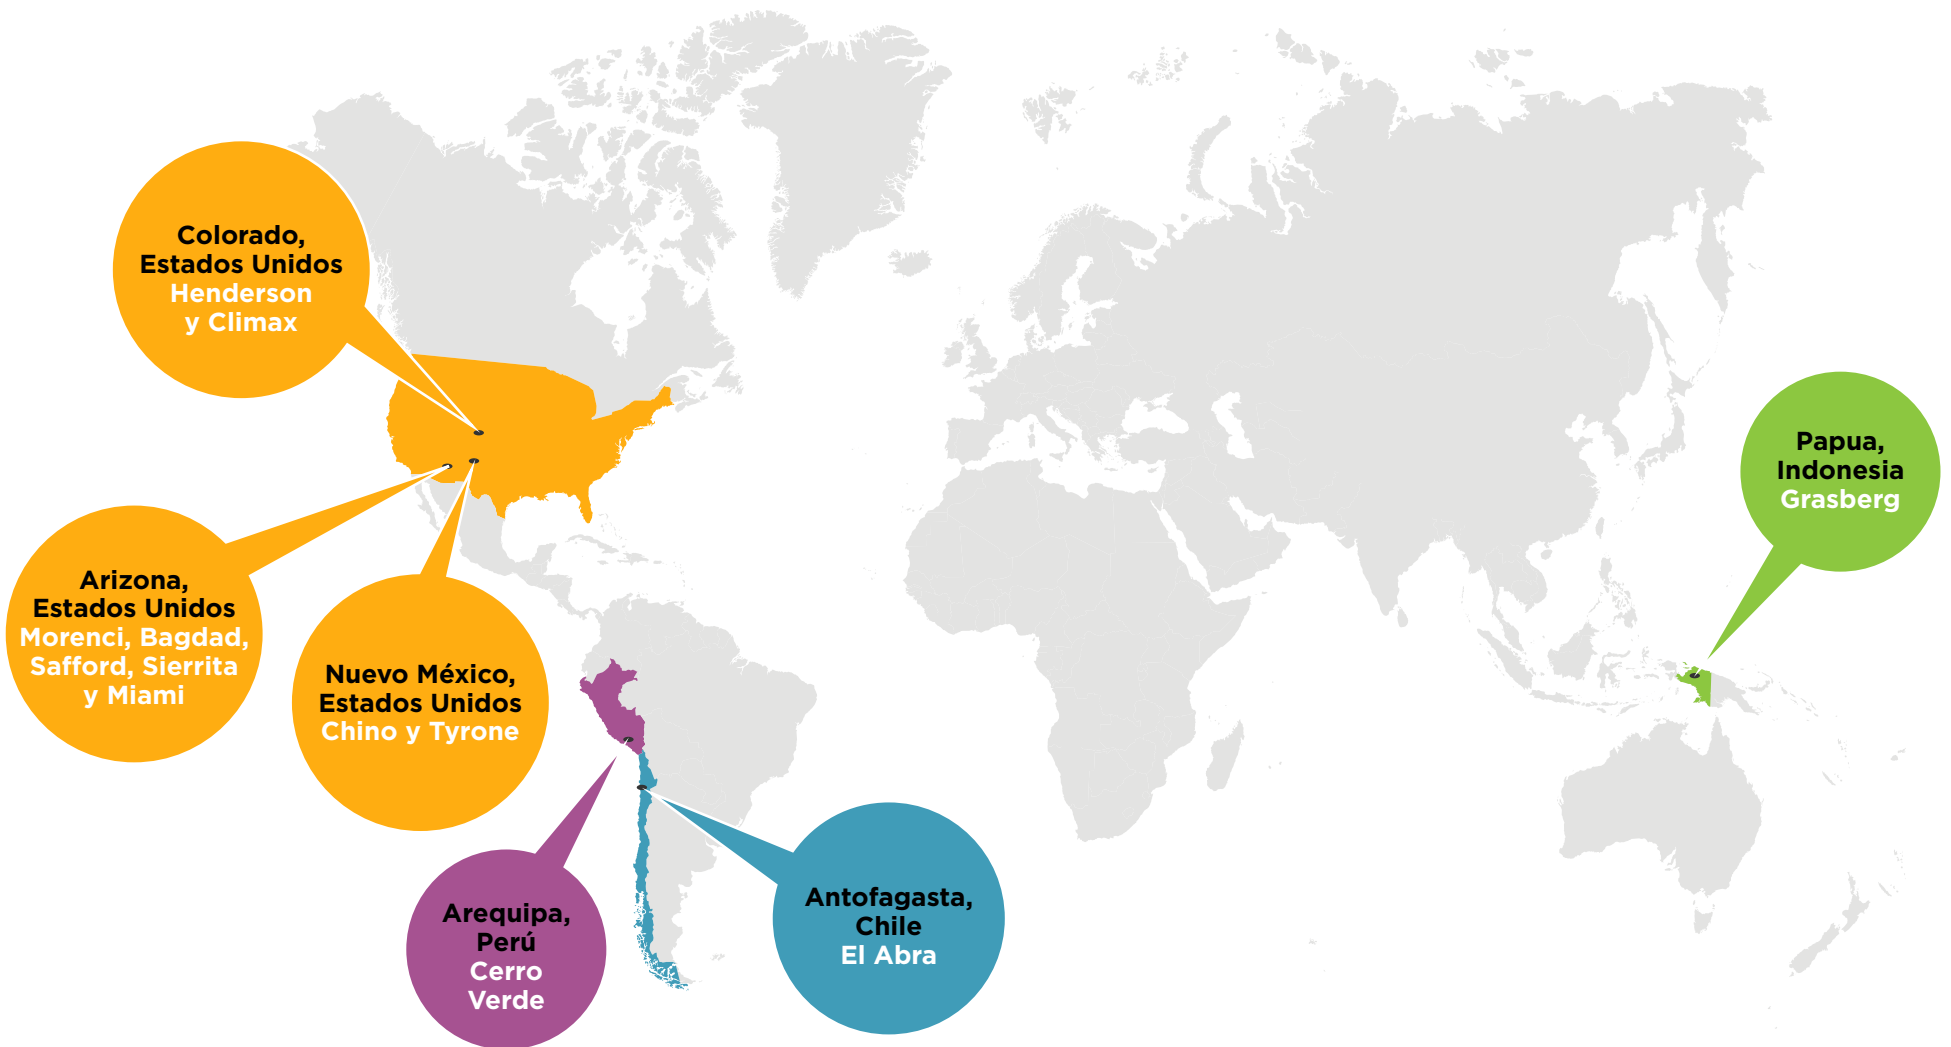 Colorado,
Estados Unidos
Henderson
y Climax
Arizona,
Estados Unidos
Morenci, Bagdad,
Safford, Sierrita
y Miami
Nuevo México,
Estados Unidos
Chino y Tyrone
Arequipa,
Perú
Cerro
Verde
Antofagasta,
Chile
El Abra
Papua,
Indonesia
Grasberg